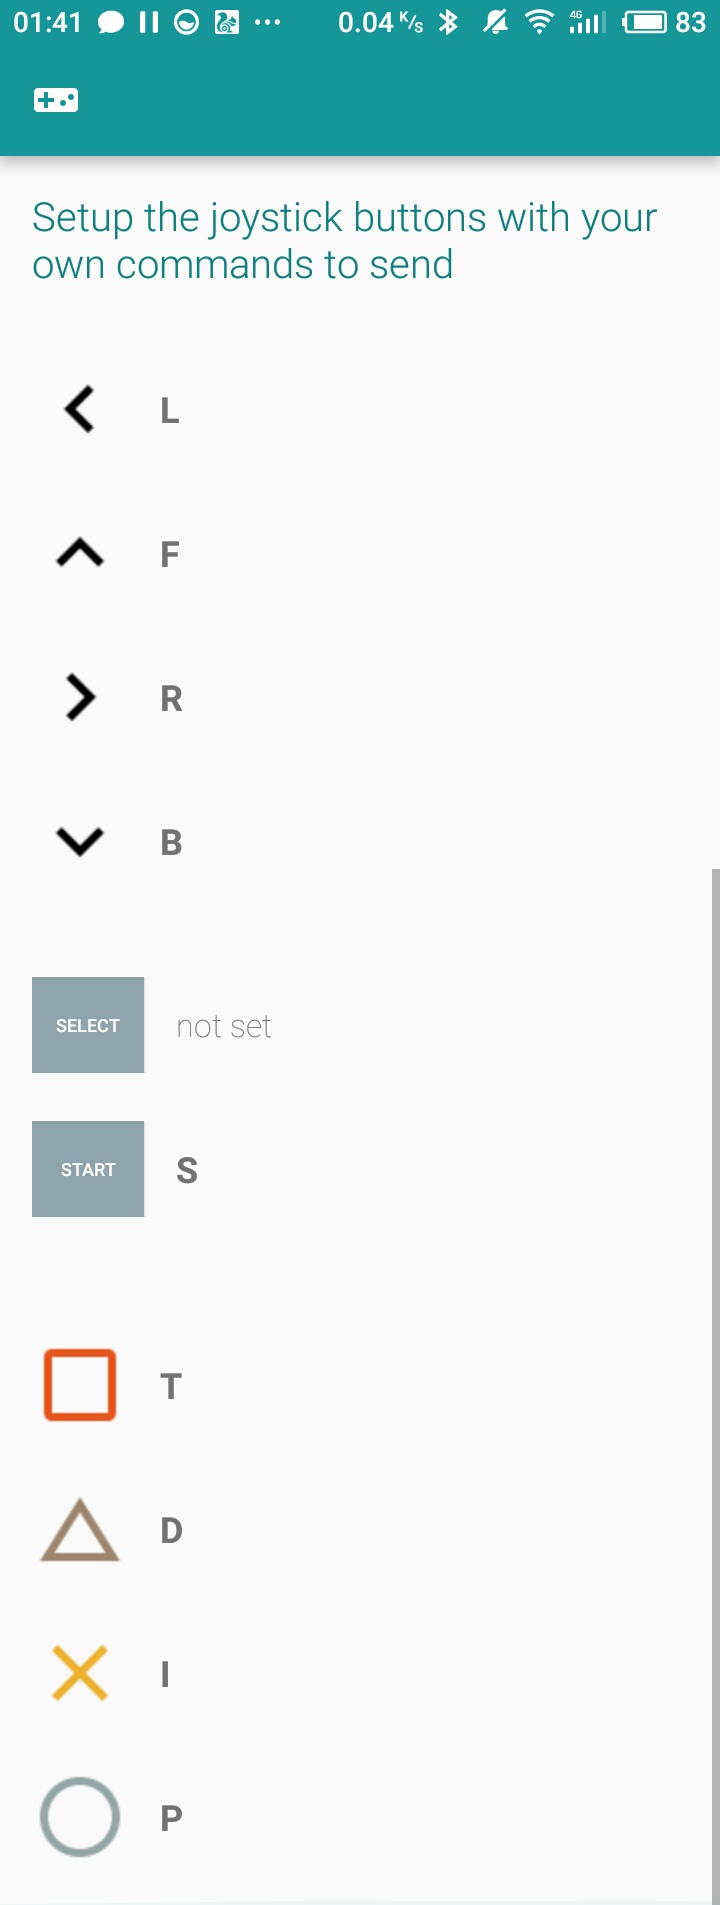 01:41 0.04 K/s 4G 83
Setup the joystick buttons with your
own commands to send
L
F
R
B
SELECT not set
START S
T
D
I
P